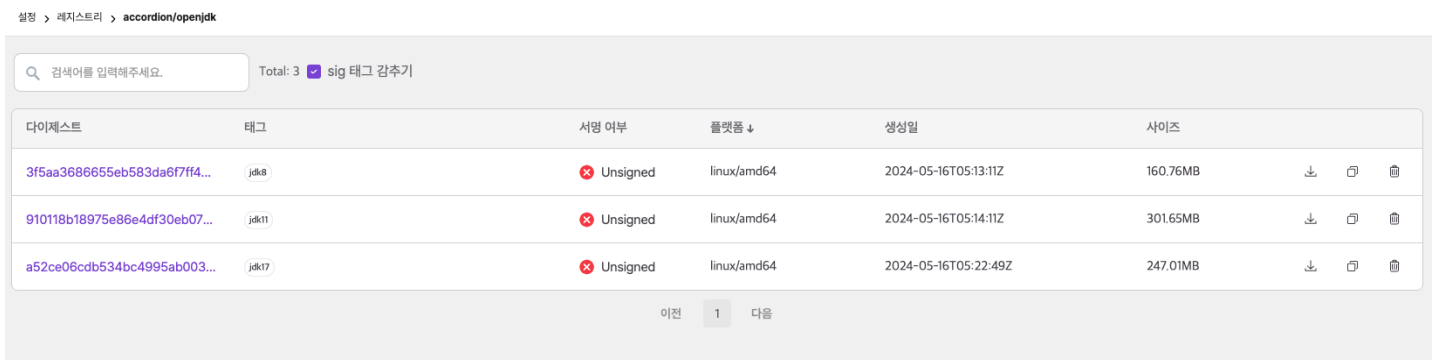 설정 > 레지스트리 > accordion/openjdk
검색어를 입력해주세요. Total: 3 sig 태그 감추기
다이제스트 태그 서명 여부 플랫폼 ↓ 생성일 사이즈
3f5aa3686655eb583da6f7ff4... jdk8 Unsigned linux/amd64 2024-05-16T05:13:11Z 160.76MB
910118b18975e86e4df30eb07... jdk11 Unsigned linux/amd64 2024-05-16T05:14:11Z 301.65MB
a52ce06cdb534bc4995ab003... jdk17 Unsigned linux/amd64 2024-05-16T05:22:49Z 247.01MB
이전 1 다음